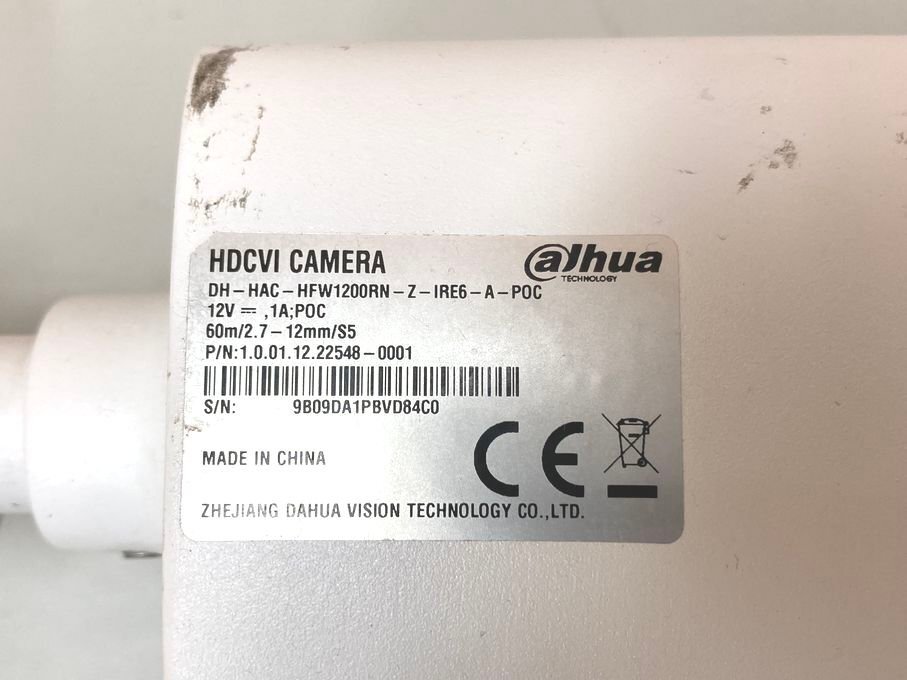 HDCVI CAMERA
alhua
TECHNOLOGY
DH-HAC-HFW1200RN-Z-IRE6-A-POC
12V ⎓ ,1A;POC
60m/2.7-12mm/S5
P/N:1.0.01.12.22548-0001
S/N: 9B09DA1PBVD84C0
MADE IN CHINA
CE
ZHEJIANG DAHUA VISION TECHNOLOGY CO.,LTD.